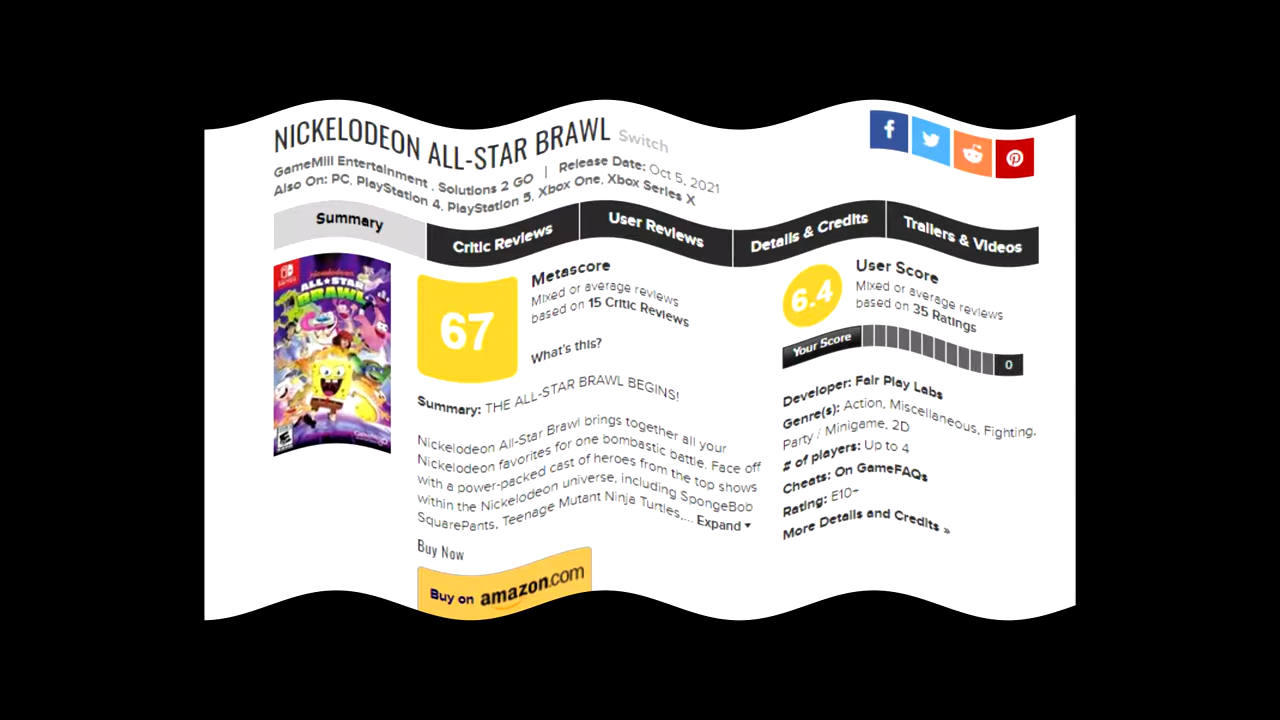 NICKELODEON ALL-STAR BRAWL Switch
GameMill Entertainment , Solutions 2 GO | Release Date: Oct 5, 2021
Also On: PC, PlayStation 4, PlayStation 5, Xbox One, Xbox Series X
Summary
Critic Reviews
User Reviews
Details & Credits
Trailers & Videos
nickelodeon
ALL★STAR
BRAWL
67
Metascore
Mixed or average reviews
based on 15 Critic Reviews
What's this?
Summary: THE ALL-STAR BRAWL BEGINS!
Nickelodeon All-Star Brawl brings together all your
Nickelodeon favorites for one bombastic battle. Face off
with a power-packed cast of heroes from the top shows
within the Nickelodeon universe, including SpongeBob
SquarePants, Teenage Mutant Ninja Turtles,... Expand
Buy Now
Buy on amazon.com
6.4
User Score
Mixed or average reviews
based on 35 Ratings
Your Score
0
Developer: Fair Play Labs
Genre(s): Action, Miscellaneous, Fighting,
Party / Minigame, 2D
# of players: Up to 4
Cheats: On GameFAQs
Rating: E10+
More Details and Credits »